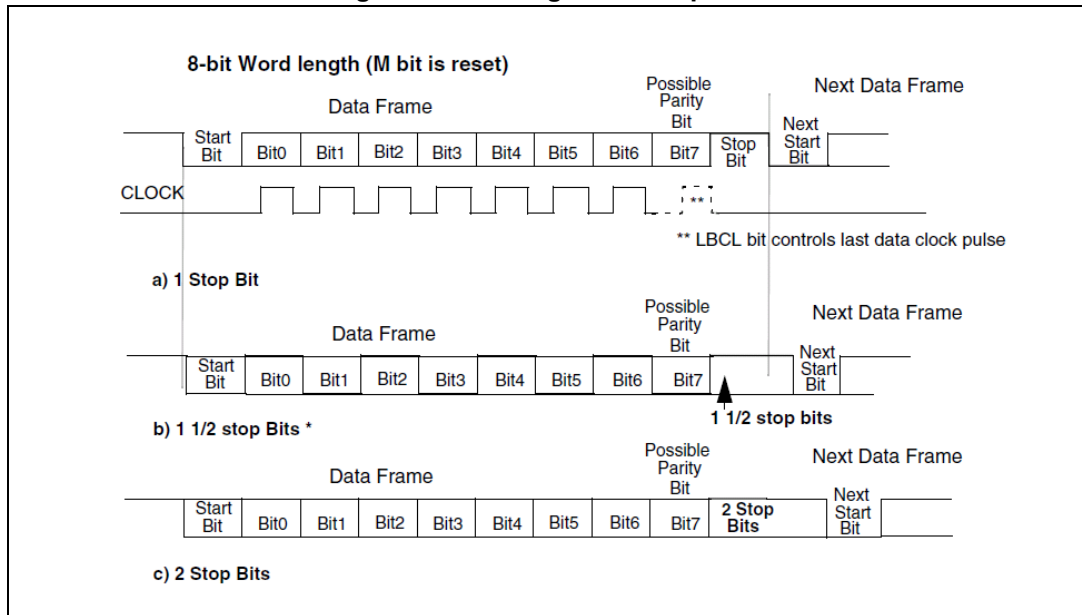 8-bit Word length (M bit is reset)
Possible Parity Bit
Next Data Frame
Data Frame
Start Bit
Bit0
Bit1
Bit2
Bit3
Bit4
Bit5
Bit6
Bit7
Stop Bit
Next Start Bit
CLOCK
**
** LBCL bit controls last data clock pulse
a) 1 Stop Bit
Possible Parity Bit
Next Data Frame
Data Frame
Start Bit
Bit0
Bit1
Bit2
Bit3
Bit4
Bit5
Bit6
Bit7
Next Start Bit
1 1/2 stop bits
b) 1 1/2 stop Bits *
Possible Parity Bit
Next Data Frame
Data Frame
Start Bit
Bit0
Bit1
Bit2
Bit3
Bit4
Bit5
Bit6
Bit7
2 Stop Bits
Next Start Bit
c) 2 Stop Bits